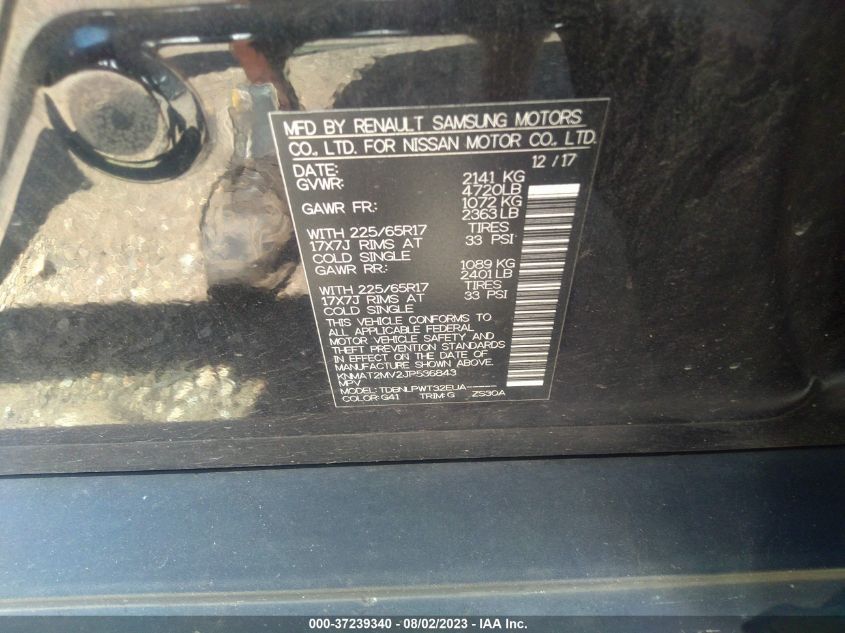 MFD BY RENAULT SAMSUNG MOTORS
CO., LTD. FOR NISSAN MOTOR CO., LTD.
DATE: 12 / 17
GVWR: 2141 KG
4720LB
GAWR FR: 1072 KG
2363 LB
WITH 225/65R17 TIRES
17X7J RIMS AT 33 PSI
COLD SINGLE
GAWR RR: 1089 KG
2401 LB
WITH 225/65R17 TIRES
17X7J RIMS AT 33 PSI
COLD SINGLE
THIS VEHICLE CONFORMS TO
ALL APPLICABLE FEDERAL
MOTOR VEHICLE SAFETY AND
THEFT PREVENTION STANDARDS
IN EFFECT ON THE DATE OF
MANUFACTURE SHOWN ABOVE.
KNMAT2MV2JP536843
MPV
MODEL: TDBNLPWT32EUA-----
COLOR: G41 TRIM: G ZS30A
000-37239340 - 08/02/2023 - IAA Inc.